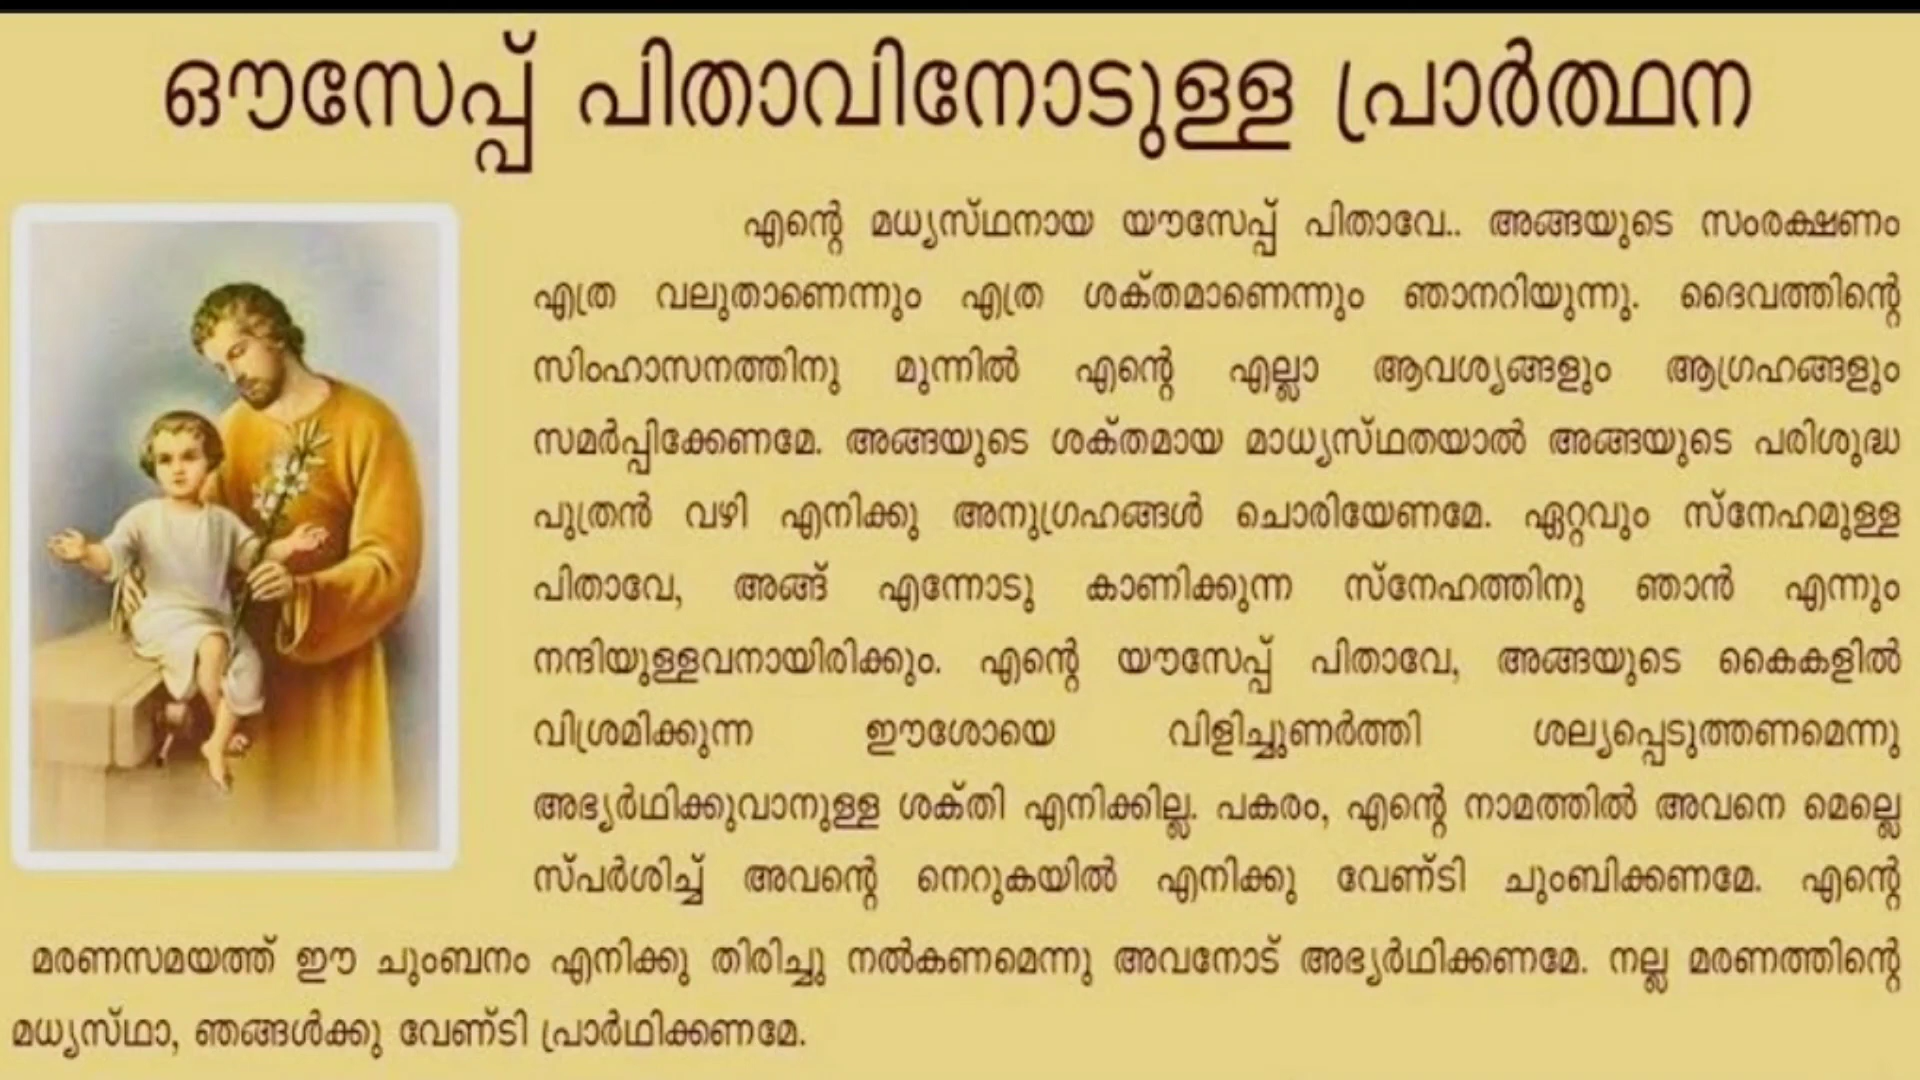 ഔസേപ്പ് പിതാവിനോടുള്ള പ്രാർത്ഥന
എന്റെ മധ്യസ്ഥനായ യൗസേപ്പ് പിതാവേ.. അങ്ങയുടെ സംരക്ഷണം
എത്ര വലുതാണെന്നും എത്ര ശക്തമാണെന്നും ഞാനറിയുന്നു. ദൈവത്തിന്റെ
സിംഹാസനത്തിനു മുന്നിൽ എന്റെ എല്ലാ ആവശ്യങ്ങളും ആഗ്രഹങ്ങളും
സമർപ്പിക്കേണമേ. അങ്ങയുടെ ശക്തമായ മാധ്യസ്ഥതയാൽ അങ്ങയുടെ പരിശുദ്ധ
പുത്രൻ വഴി എനിക്കു അനുഗ്രഹങ്ങൾ ചൊരിയേണമേ. ഏറ്റവും സ്നേഹമുള്ള
പിതാവേ, അങ്ങ് എന്നോടു കാണിക്കുന്ന സ്നേഹത്തിനു ഞാൻ എന്നും
നന്ദിയുള്ളവനായിരിക്കും. എന്റെ യൗസേപ്പ് പിതാവേ, അങ്ങയുടെ കൈകളിൽ
വിശ്രമിക്കുന്ന ഈശോയെ വിളിച്ചുണർത്തി ശല്യപ്പെടുത്തണമെന്നു
അഭ്യർഥിക്കുവാനുള്ള ശക്തി എനിക്കില്ല. പകരം, എന്റെ നാമത്തിൽ അവനെ മെല്ലെ
സ്പർശിച്ച് അവന്റെ നെറുകയിൽ എനിക്കു വേണ്ടി ചുംബിക്കണമേ. എന്റെ
മരണസമയത്ത് ഈ ചുംബനം എനിക്കു തിരിച്ചു നൽകണമെന്നു അവനോട് അഭ്യർഥിക്കണമേ. നല്ല മരണത്തിന്റെ
മധ്യസ്ഥാ, ഞങ്ങൾക്കു വേണ്ടി പ്രാർഥിക്കണമേ.